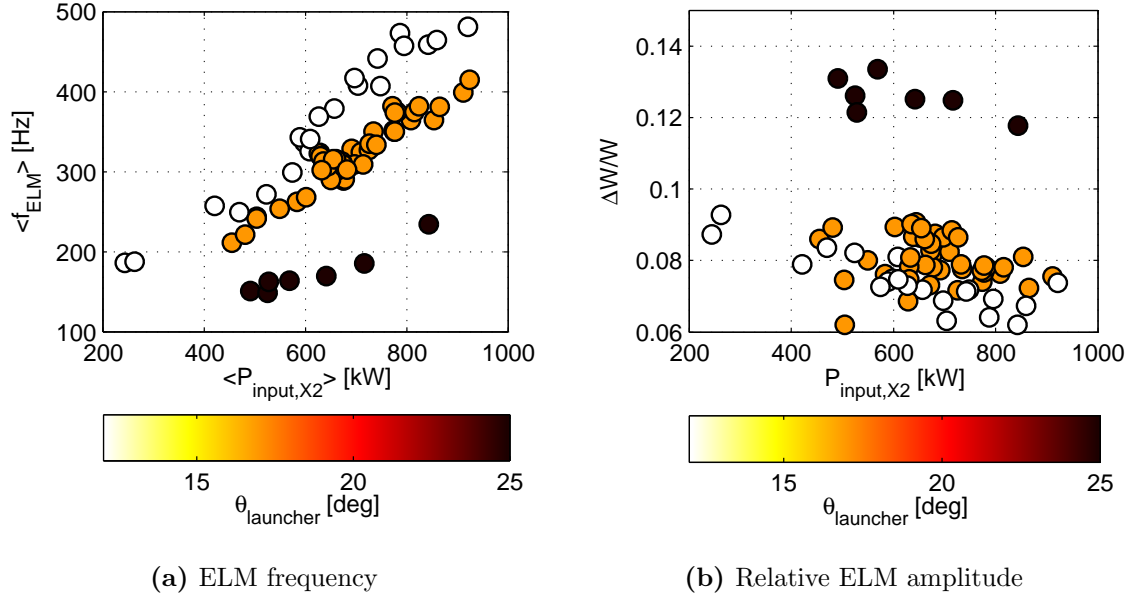 500
400
300
200
100
<f_ELM> [Hz]
200 400 600 800 1000
<P_input,X2> [kW]
15 20 25
θ_launcher [deg]
(a) ELM frequency
0.14
0.12
0.1
0.08
0.06
ΔW/W
200 400 600 800 1000
P_input,X2 [kW]
15 20 25
θ_launcher [deg]
(b) Relative ELM amplitude